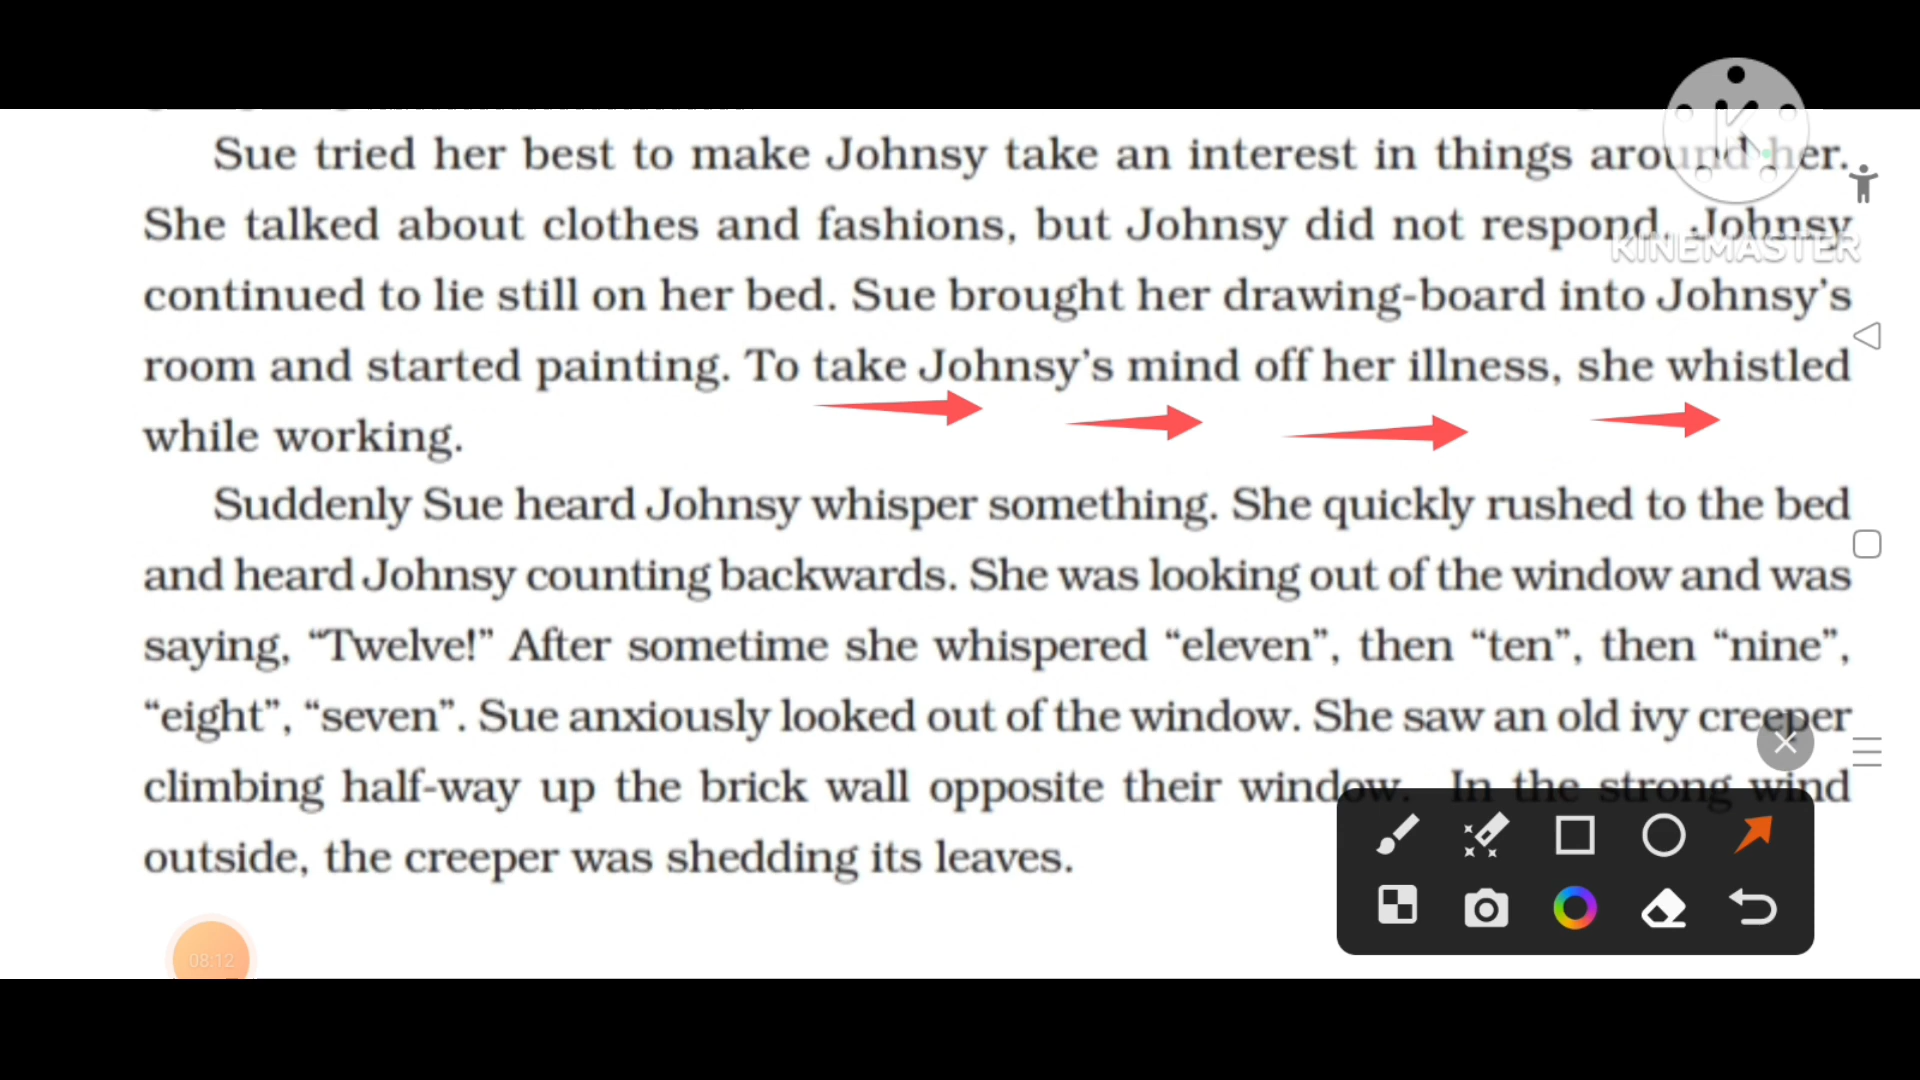 Sue tried her best to make Johnsy take an interest in things around her.
She talked about clothes and fashions, but Johnsy did not respond. Johnsy
KINEMASTER
continued to lie still on her bed. Sue brought her drawing-board into Johnsy’s
room and started painting. To take Johnsy’s mind off her illness, she whistled
while working.
Suddenly Sue heard Johnsy whisper something. She quickly rushed to the bed
and heard Johnsy counting backwards. She was looking out of the window and was
saying, “Twelve!” After sometime she whispered “eleven”, then “ten”, then “nine”,
“eight”, “seven”. Sue anxiously looked out of the window. She saw an old ivy creeper
climbing half-way up the brick wall opposite their window. In the strong wind
outside, the creeper was shedding its leaves.
08:12